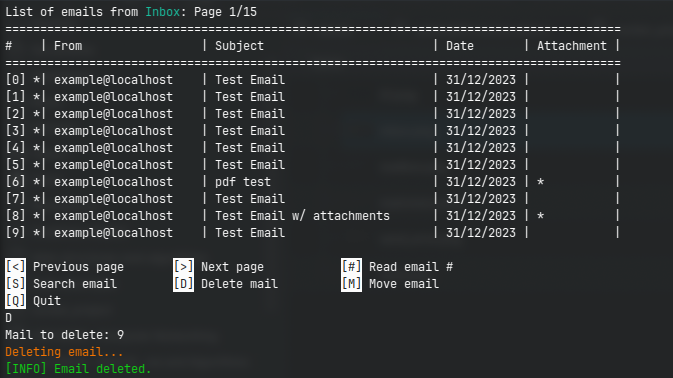 List of emails from Inbox: Page 1/15
========================================================================================
#    | From                 | Subject                        | Date       | Attachment |
========================================================================================
[0] *| example@localhost    | Test Email                     | 31/12/2023 |            |
[1] *| example@localhost    | Test Email                     | 31/12/2023 |            |
[2] *| example@localhost    | Test Email                     | 31/12/2023 |            |
[3] *| example@localhost    | Test Email                     | 31/12/2023 |            |
[4] *| example@localhost    | Test Email                     | 31/12/2023 |            |
[5] *| example@localhost    | Test Email                     | 31/12/2023 |            |
[6] *| example@localhost    | pdf test                       | 31/12/2023 | *          |
[7] *| example@localhost    | Test Email                     | 31/12/2023 |            |
[8] *| example@localhost    | Test Email w/ attachments      | 31/12/2023 | *          |
[9] *| example@localhost    | Test Email                     | 31/12/2023 |            |
[<] Previous page       [>] Next page           [#] Read email #
[S] Search email        [D] Delete mail         [M] Move email
[Q] Quit
D
Mail to delete: 9
Deleting email...
[INFO] Email deleted.